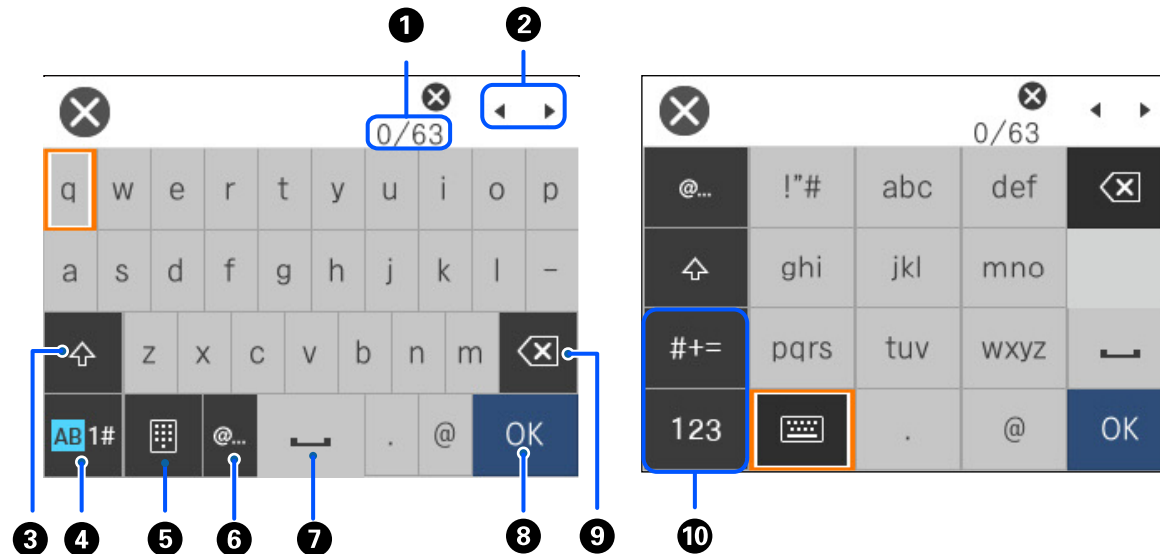 1 2
0/63 0/63
q w e r t y u i o p @... !"# abc def
a s d f g h j k l - ghi jkl mno
3 z x c v b n m 9 #+= pqrs tuv wxyz
AB 1# @... . @ OK 123 . @ OK
4 5 6 7 8 10